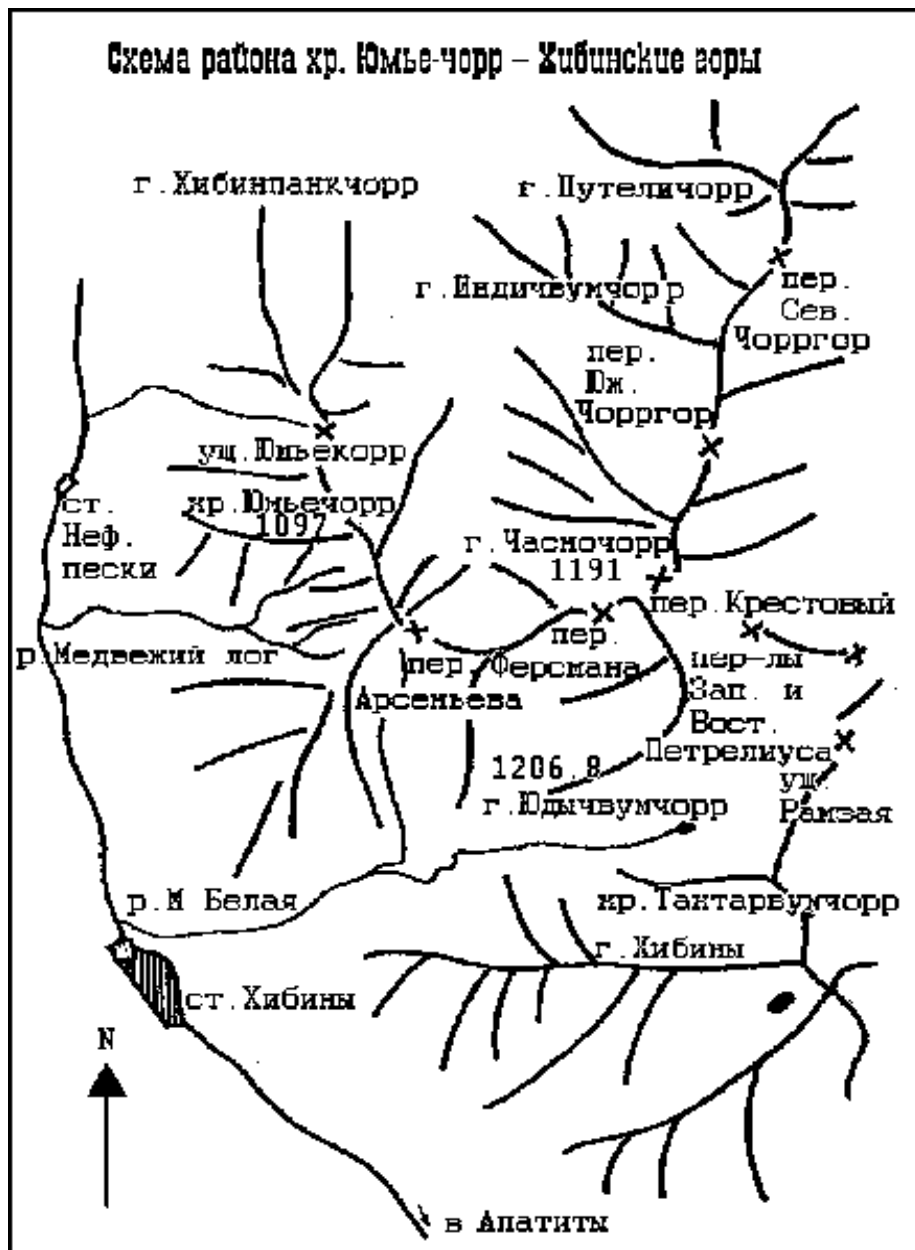 Схема района хр. Юмье-чорр – Хибинские горы
г.Хибинпанкчорр
г.Путеличорр
г.Индичвумчорр
пер.
Сев.
Чорргор
пер.
Юж.
Чорргор
ущ.Юмьекорр
хр.Юмьечорр
1097
ст.
Неф.
пески
г.Часночорр
1191
пер.Крестовый
р.Медвежий лог
пер.
Арсеньева
пер.
Ферсмана
пер-лы
Зап. и
Вост.
Петрелиуса
ущ.
Рамзая
1206.8
г.Юдычвумчорр
р.М Белая
хр.Тахтарвумчорр
г.Хибины
ст.Хибины
N
в Апатиты